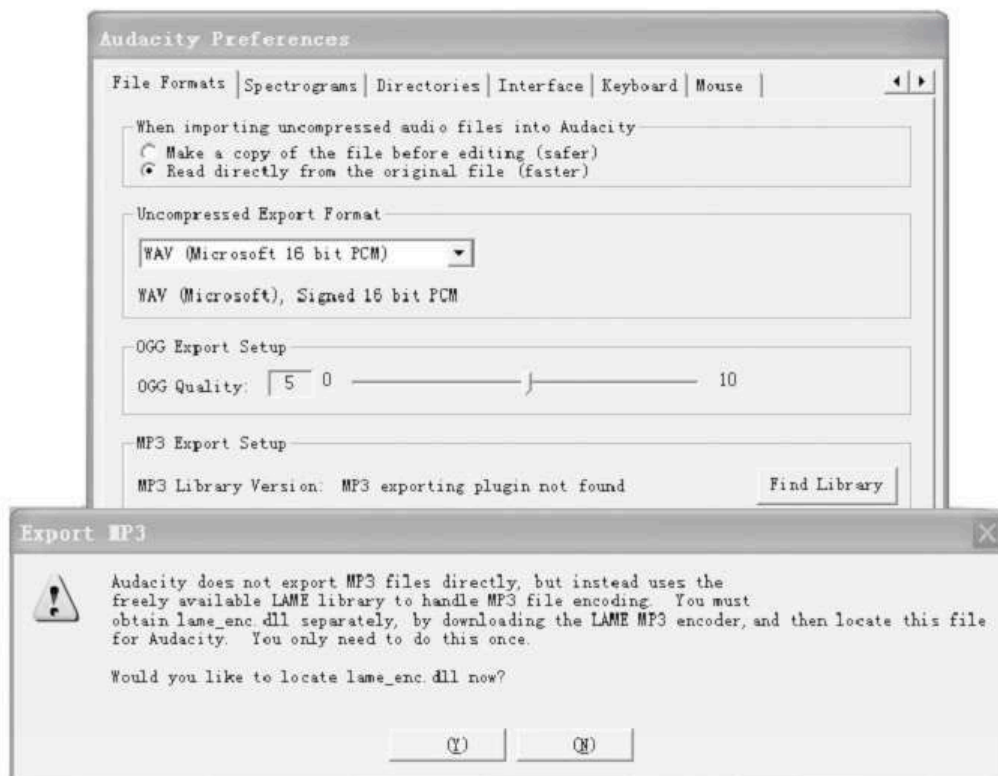 Audacity Preferences
File Formats Spectrograms Directories Interface Keyboard Mouse
When importing uncompressed audio files into Audacity
Make a copy of the file before editing (safer)
Read directly from the original file (faster)
Uncompressed Export Format
WAV (Microsoft 16 bit PCM)
WAV (Microsoft), Signed 16 bit PCM
OGG Export Setup
OGG Quality: 5 0 10
MP3 Export Setup
MP3 Library Version: MP3 exporting plugin not found Find Library
Export MP3
Audacity does not export MP3 files directly, but instead uses the
freely available LAME library to handle MP3 file encoding. You must
obtain lame_enc.dll separately, by downloading the LAME MP3 encoder, and then locate this file
for Audacity. You only need to do this once.
Would you like to locate lame_enc.dll now?
(Y) (N)